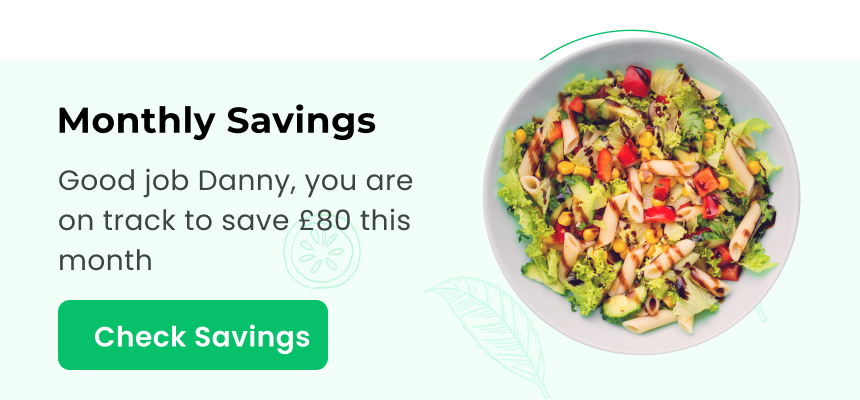 Monthly Savings
Good job Danny, you are
on track to save £80 this
month
Check Savings